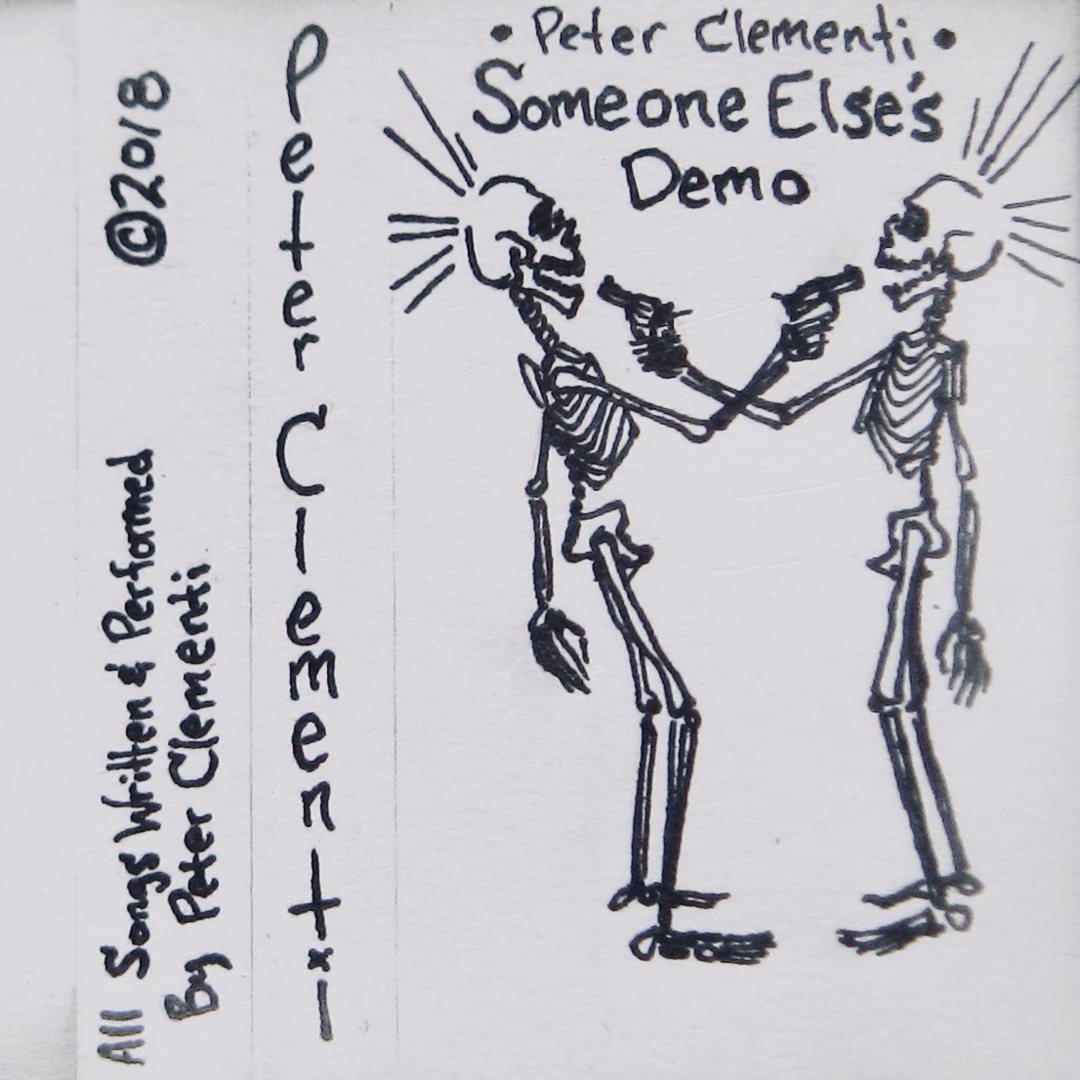 • Peter Clementi •
Someone Else's
Demo
Peter Clementi
All Songs Written & Performed
By Peter Clementi
©2018